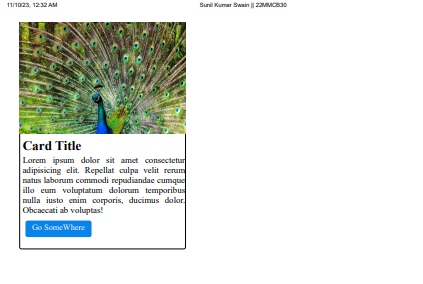 11/10/23, 12:32 AM Sunil Kumar Swain || 22MMCB30
Card Title
Lorem ipsum dolor sit amet consectetur
adipisicing elit. Repellat culpa velit rerum
natus laborum commodi repudiandae cumque
illo eum voluptatum dolorum temporibus
nulla iusto enim corporis, ducimus dolor.
Obcaecati ab voluptas!
Go SomeWhere